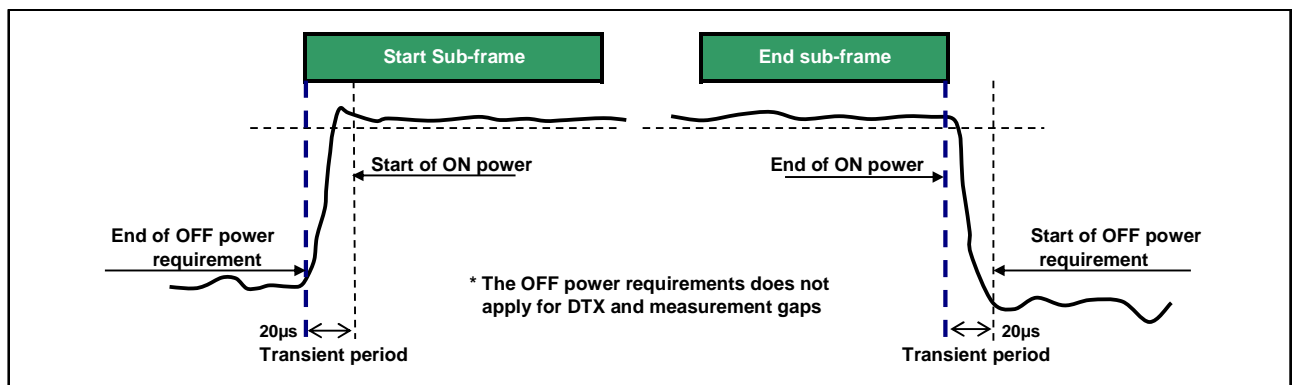 Start Sub-frame
End sub-frame
Start of ON power
End of ON power
End of OFF power
requirement
Start of OFF power
requirement
* The OFF power requirements does not
apply for DTX and measurement gaps
20µs
20µs
Transient period
Transient period